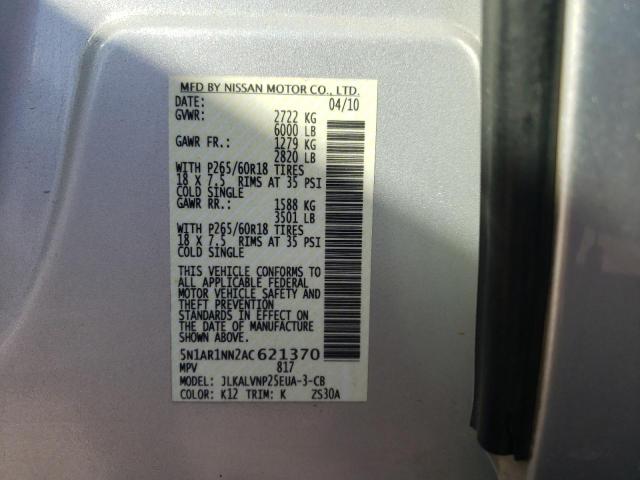 MFD BY NISSAN MOTOR CO., LTD.
DATE: 04/10
GVWR: 2722 KG
6000 LB
GAWR FR.: 1279 KG
2820 LB
WITH P265/60R18 TIRES
18 X 7.5 RIMS AT 35 PSI
COLD SINGLE
GAWR RR.: 1588 KG
3501 LB
WITH P265/60R18 TIRES
18 X 7.5 RIMS AT 35 PSI
COLD SINGLE
THIS VEHICLE CONFORMS TO
ALL APPLICABLE FEDERAL
MOTOR VEHICLE SAFETY AND
THEFT PREVENTION
STANDARDS IN EFFECT ON
THE DATE OF MANUFACTURE
SHOWN ABOVE.
5N1AR1NN2AC621370
MPV 817
MODEL: JLKALVNP25EUA-3-CB
COLOR: K12 TRIM: K ZS30A